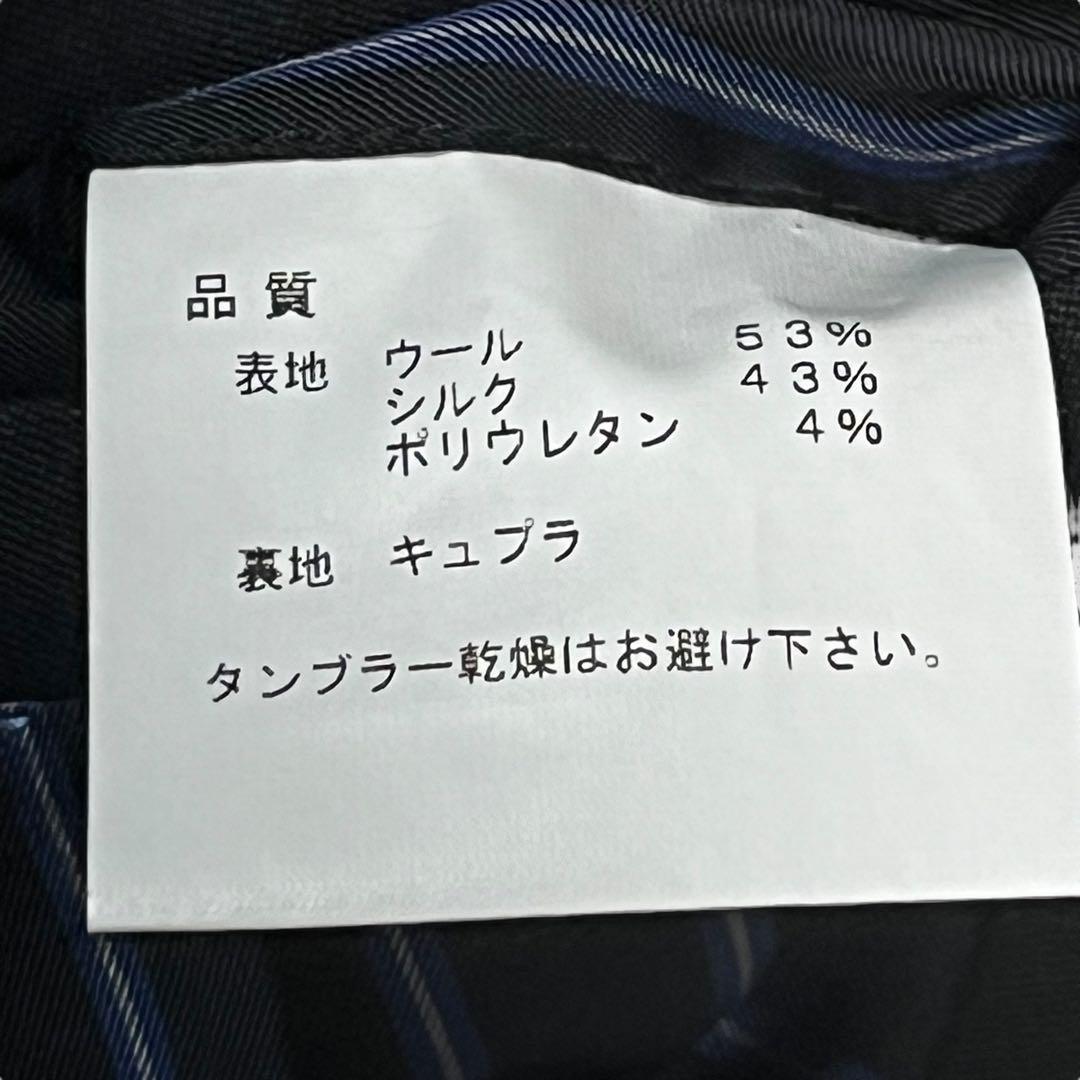 品質
表地 ウール 53%
シルク 43%
ポリウレタン 4%
裏地 キュプラ
タンブラー乾燥はお避け下さい。